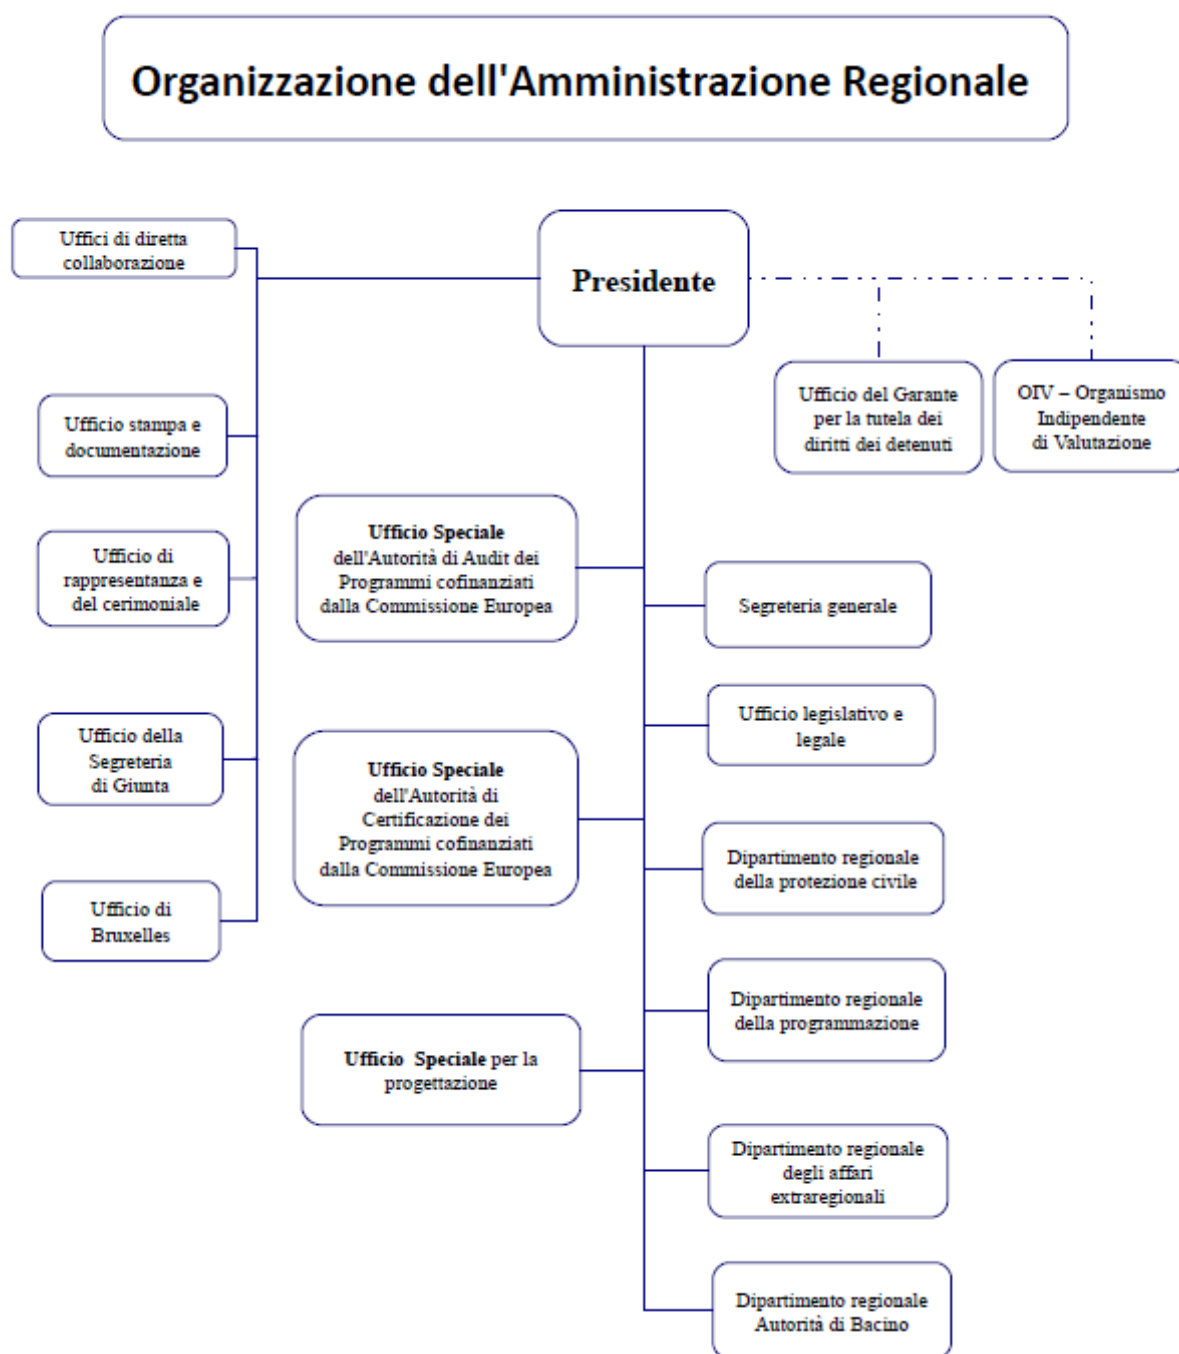 Organizzazione dell'Amministrazione Regionale
Uffici di diretta
collaborazione
Presidente
Ufficio del Garante
per la tutela dei
diritti dei detenuti
OIV – Organismo
Indipendente
di Valutazione
Ufficio stampa e
documentazione
Ufficio di
rappresentanza e
del cerimoniale
Ufficio della
Segreteria
di Giunta
Ufficio di
Bruxelles
Ufficio Speciale
dell'Autorità di Audit dei
Programmi cofinanziati
dalla Commissione Europea
Ufficio Speciale
dell'Autorità di
Certificazione dei
Programmi cofinanziati
dalla Commissione Europea
Ufficio Speciale per la
progettazione
Segreteria generale
Ufficio legislativo e
legale
Dipartimento regionale
della protezione civile
Dipartimento regionale
della programmazione
Dipartimento regionale
degli affari
extraregionali
Dipartimento regionale
Autorità di Bacino